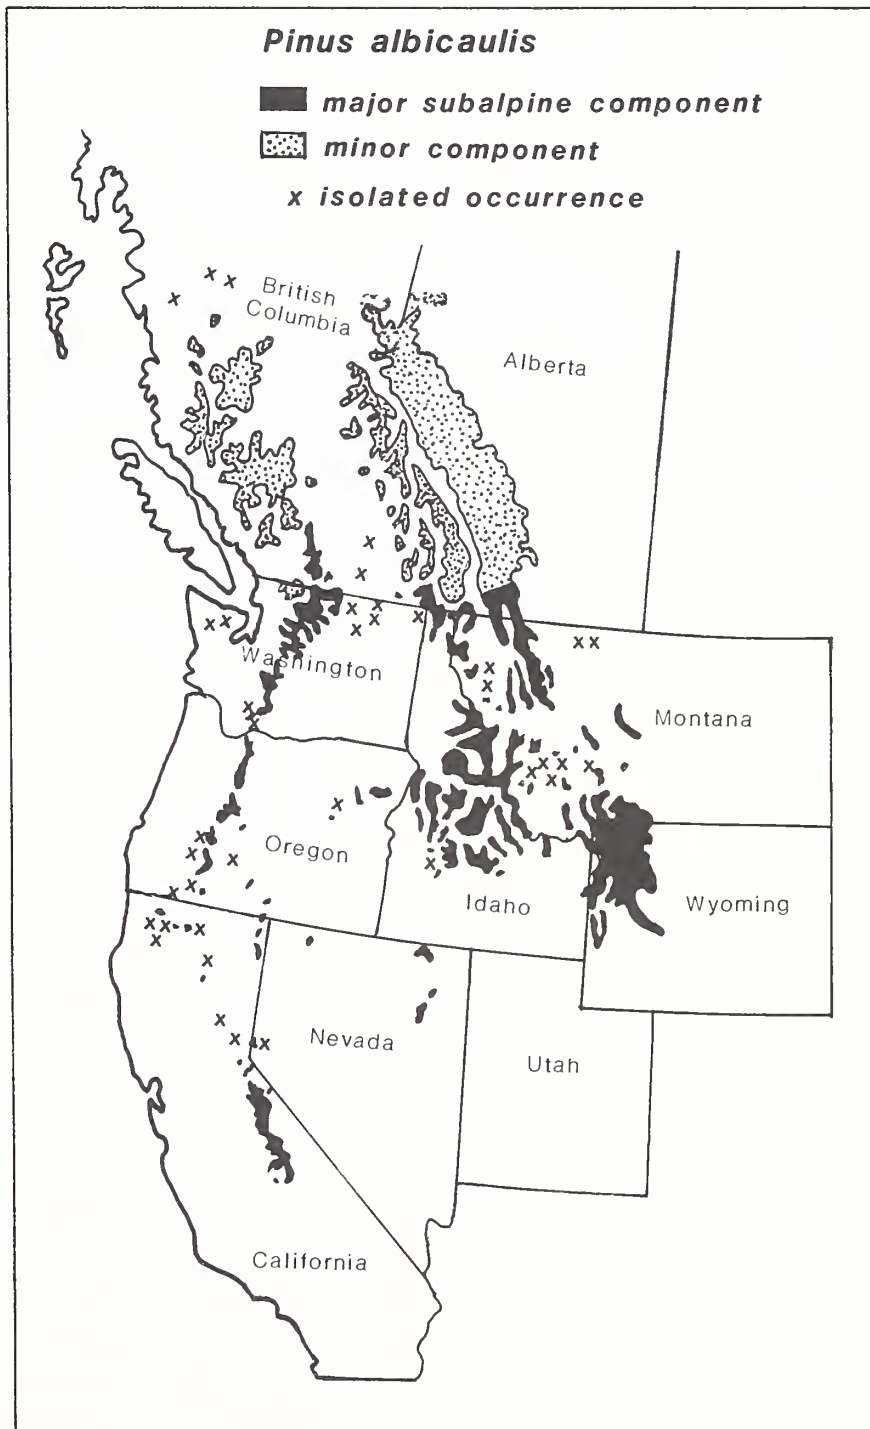 Pinus albicaulis
major subalpine component
minor component
x isolated occurrence
x x
x
British
Columbia
Alberta
x
x
x x
x
x
x
x x
x
x x
x
x
Washington
x
x
Montana
x x x
x
x
x
x
Oregon
x
x
x
x
x
x
Idaho
Wyoming
x x
x
x
x
x
x
x x
Nevada
Utah
California